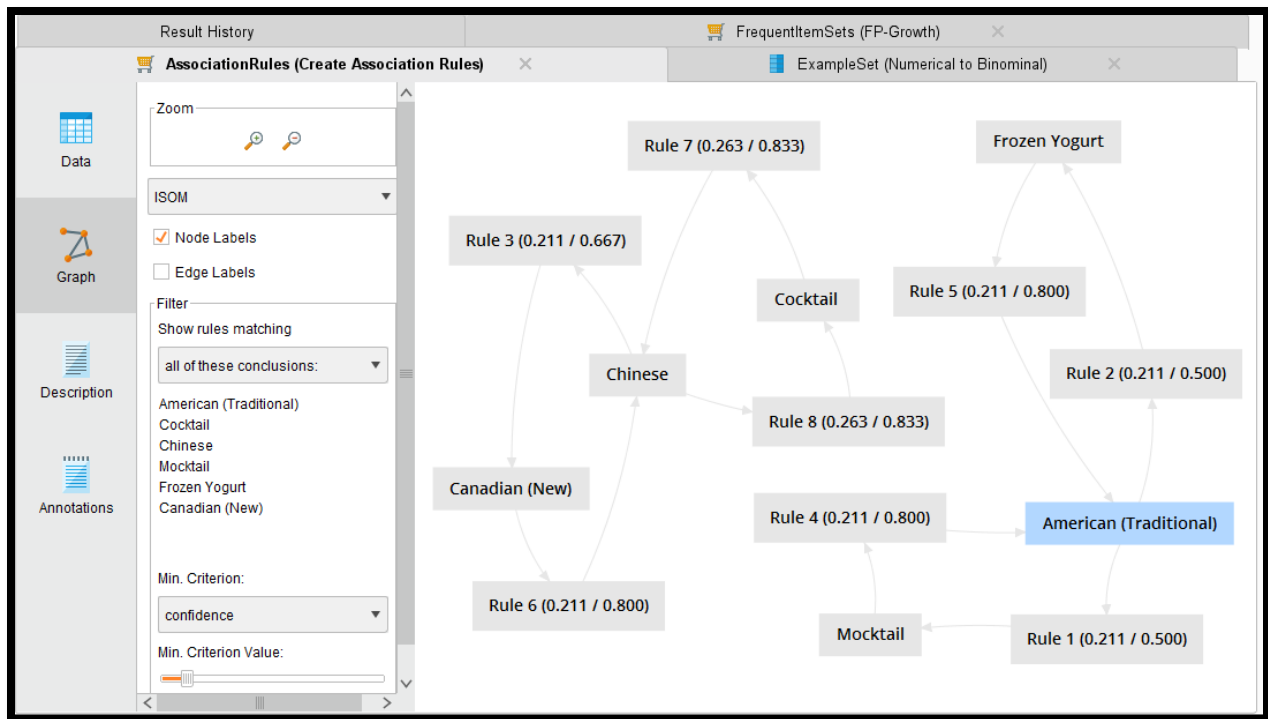 Result History
FrequentItemSets (FP-Growth)
AssociationRules (Create Association Rules)
ExampleSet (Numerical to Binominal)
Data
Graph
Description
Annotations
Zoom
ISOM
Node Labels
Edge Labels
Filter
Show rules matching
all of these conclusions:
American (Traditional)
Cocktail
Chinese
Mocktail
Frozen Yogurt
Canadian (New)
Min. Criterion:
confidence
Min. Criterion Value:
Rule 7 (0.263 / 0.833)
Frozen Yogurt
Rule 3 (0.211 / 0.667)
Cocktail
Rule 5 (0.211 / 0.800)
Chinese
Rule 2 (0.211 / 0.500)
Rule 8 (0.263 / 0.833)
Canadian (New)
Rule 4 (0.211 / 0.800)
American (Traditional)
Rule 6 (0.211 / 0.800)
Mocktail
Rule 1 (0.211 / 0.500)